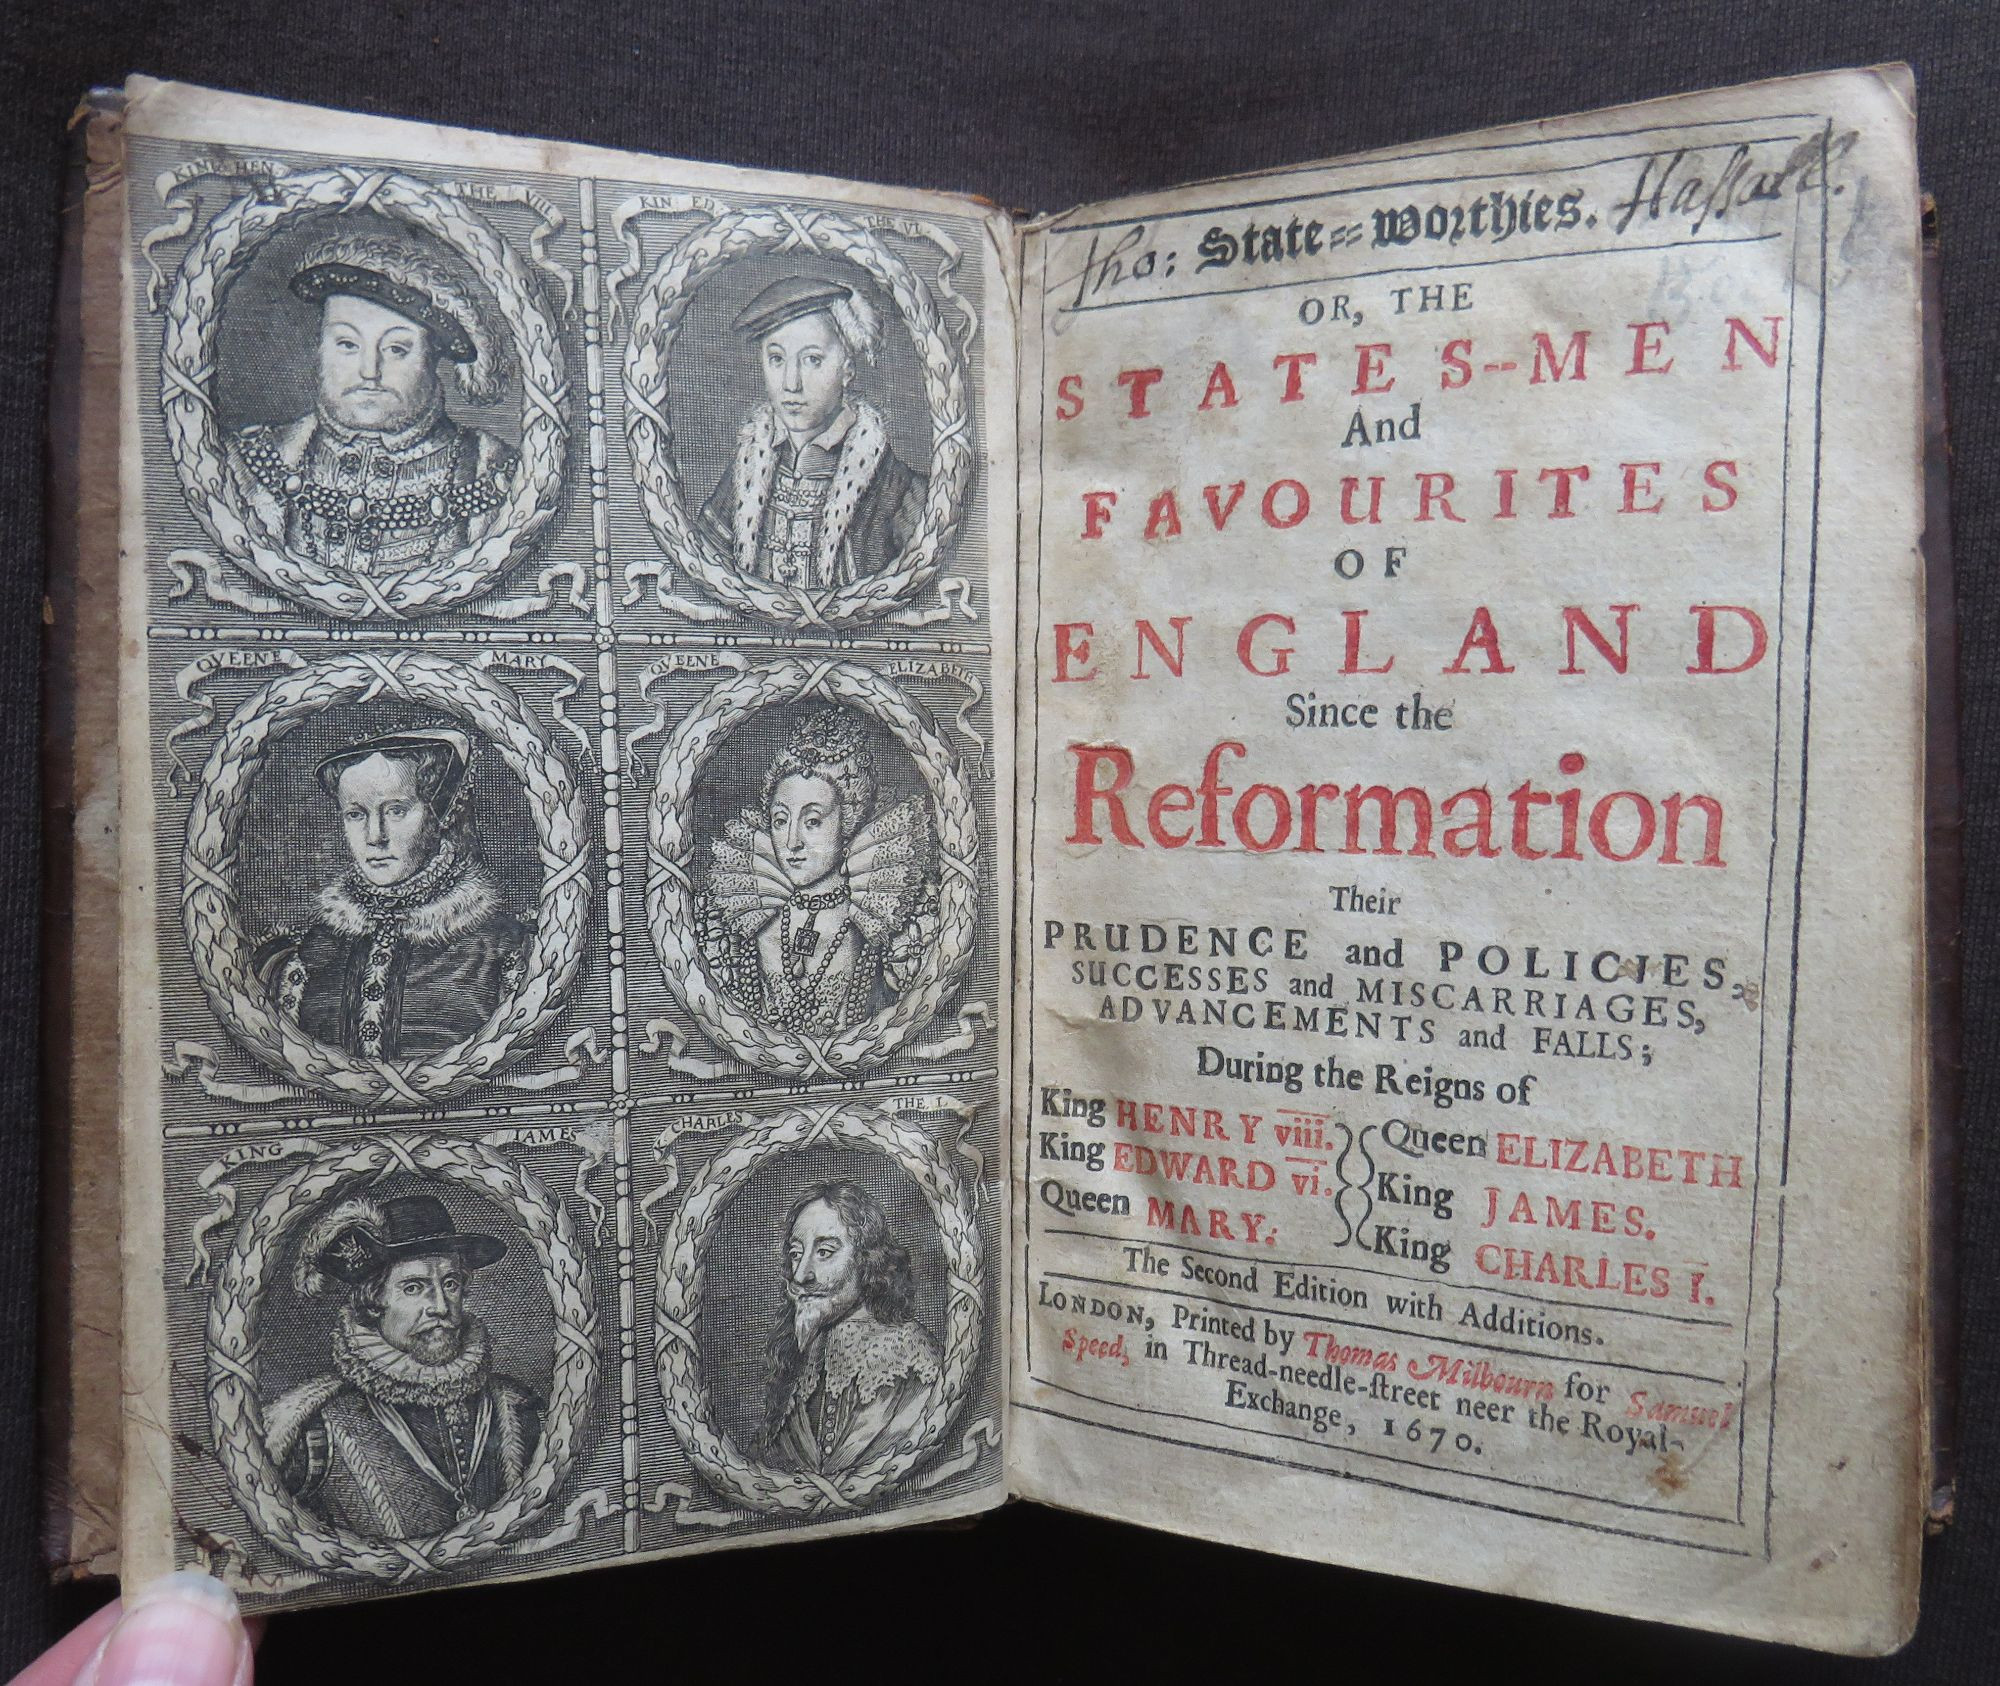 KING HEN THE VIII.
KIN: ED. THE VI.
QVEENE MARY
QVEENE ELIZABETH
KING IAMES
CHARLES THE I.
Tho: State-Worthies. Hassall.
OR, THE
STATES-MEN
And
FAVOURITES
OF
ENGLAND
Since the
Reformation
Their
PRUDENCE and POLICIES,
SUCCESSES and MISCARRIAGES,
ADVANCEMENTS and FALLS;
During the Reigns of
King HENRY viii.
King EDWARD vi.
Queen MARY.
Queen ELIZABETH
King JAMES.
King CHARLES I.
The Second Edition with Additions.
LONDON, Printed by Thomas Milbourn for Samuel
Speed, in Thread-needle-ſtreet neer the Royal-
Exchange, 1670.